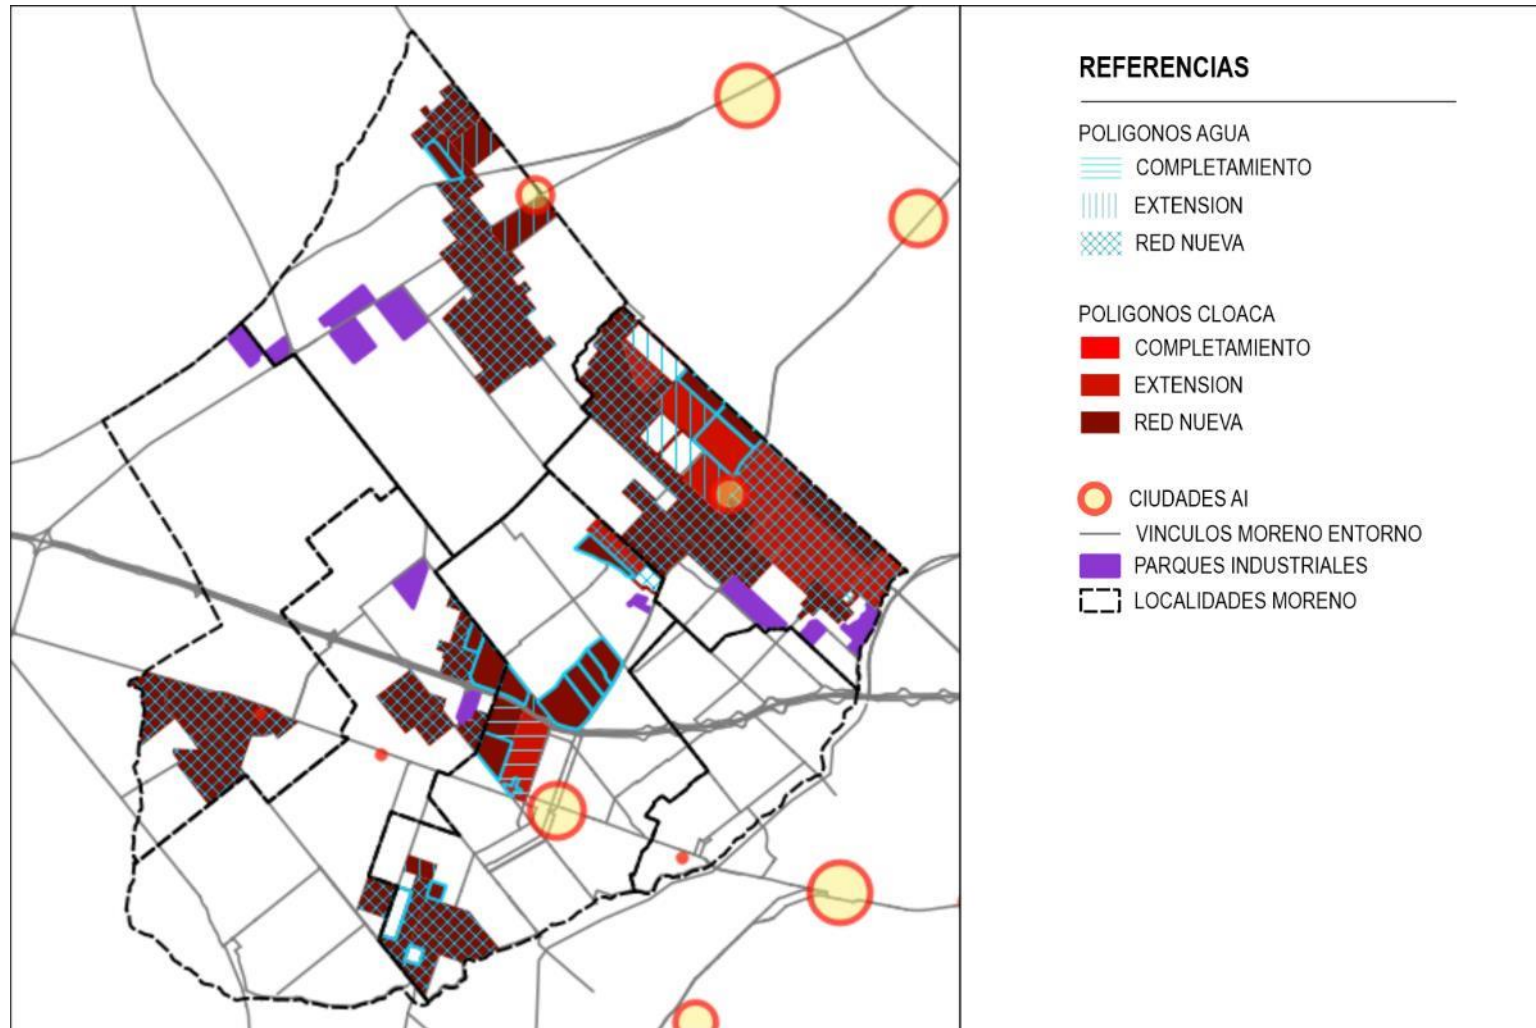 REFERENCIAS
POLIGONOS AGUA
COMPLETAMIENTO
EXTENSION
RED NUEVA
POLIGONOS CLOACA
COMPLETAMIENTO
EXTENSION
RED NUEVA
CIUDADES AI
VINCULOS MORENO ENTORNO
PARQUES INDUSTRIALES
LOCALIDADES MORENO